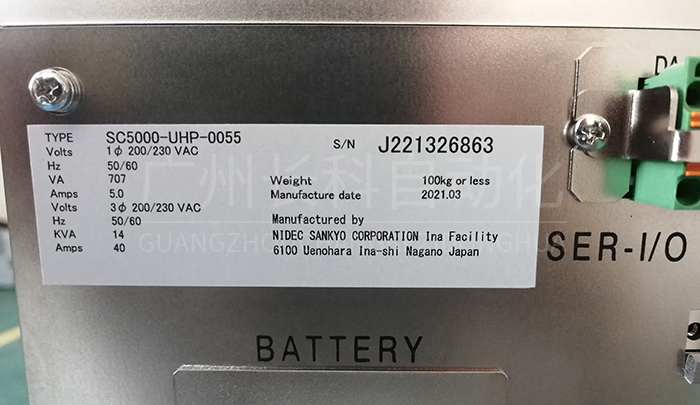 TYPE SC5000-UHP-0055
S/N J221326863
Volts 1φ 200/230 VAC
Hz 50/60
VA 707
Amps 5.0
Volts 3φ 200/230 VAC
Hz 50/60
KVA 14
Amps 40
Weight 100kg or less
Manufacture date 2021.03
Manufactured by
NIDEC SANKYO CORPORATION Ina Facility
6100 Uenohara Ina-shi Nagano Japan
广州长科自动化
SER-I/O
BATTERY